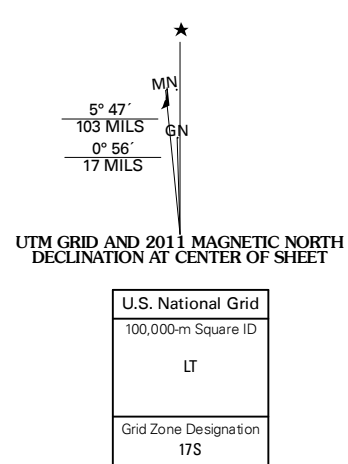 ★
MN
5° 47´
103 MILS
GN
0° 56´
17 MILS
UTM GRID AND 2011 MAGNETIC NORTH
DECLINATION AT CENTER OF SHEET
U.S. National Grid
100,000-m Square ID
LT
Grid Zone Designation
17S